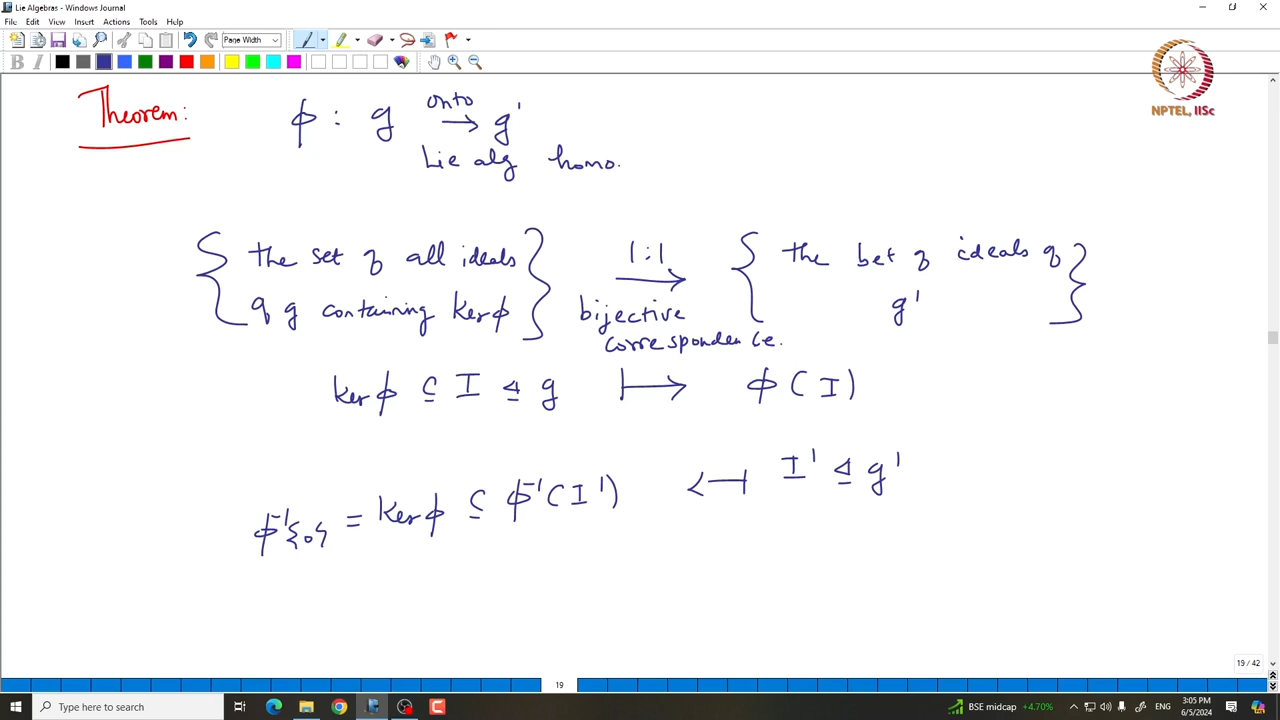 Lie Algebras - Windows Journal
File Edit View Insert Actions Tools Help
Page Width
NPTEL, IISc
Theorem: ϕ : g onto → g'
Lie alg homo.
{ the set of all ideals of g containing Ker ϕ } 1:1 → bijective correspondence. { the bet of ideals of g' }
ker ϕ ⊆ I ⊴ g ↦ ϕ(I)
ϕ⁻¹{0} = Ker ϕ ⊆ ϕ⁻¹(I') ↤ I' ⊴ g'
19 / 42
19
Type here to search
BSE midcap +4.70%
ENG
3:05 PM
6/5/2024